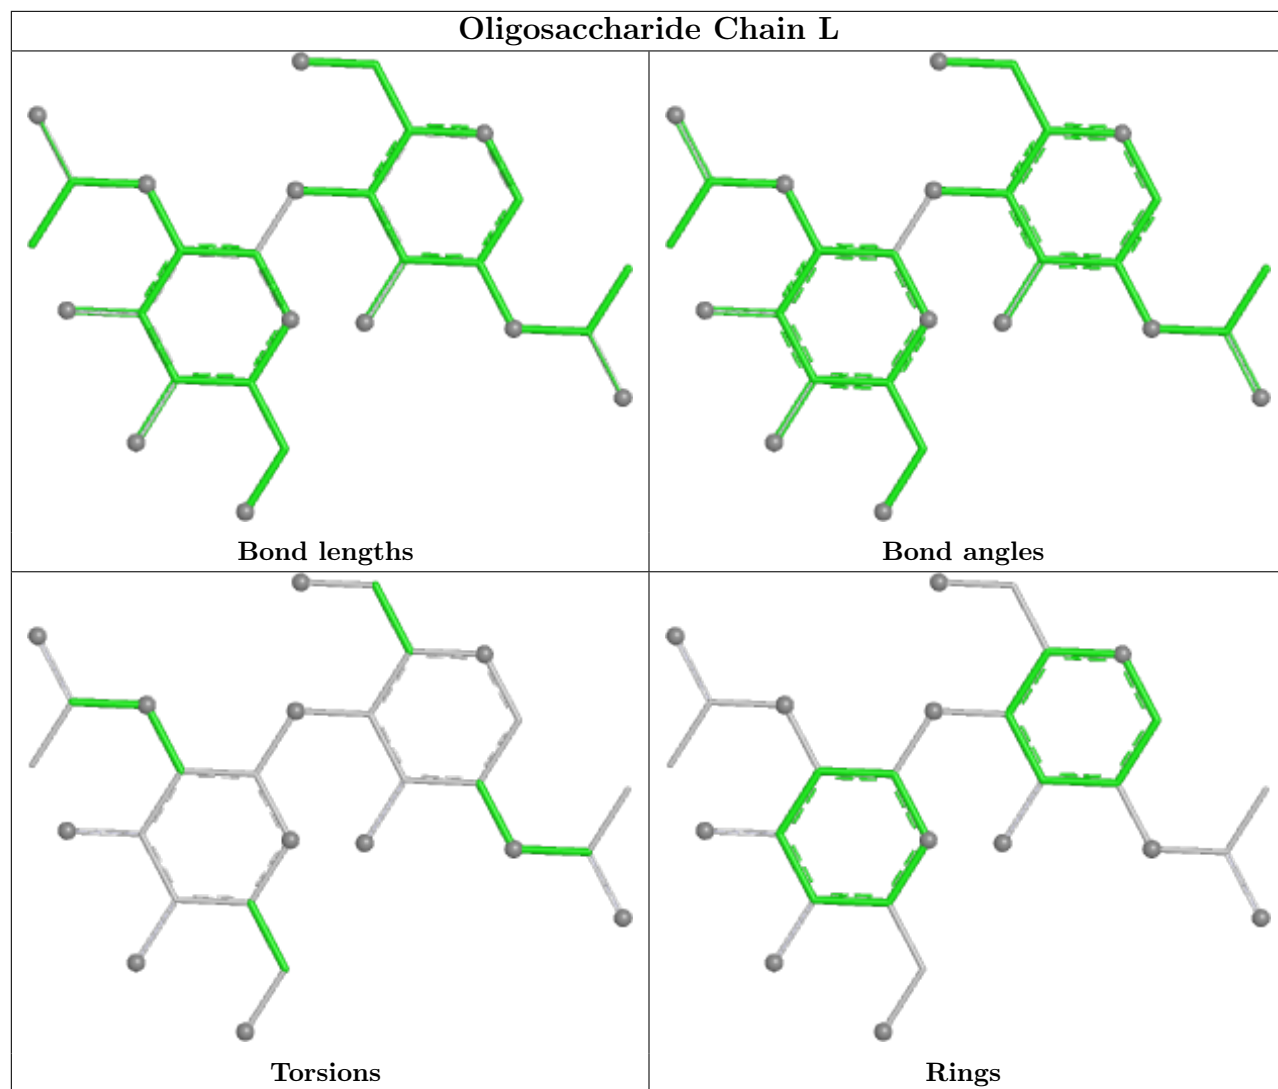 Oligosaccharide Chain L
Bond lengths
Bond angles
Torsions
Rings